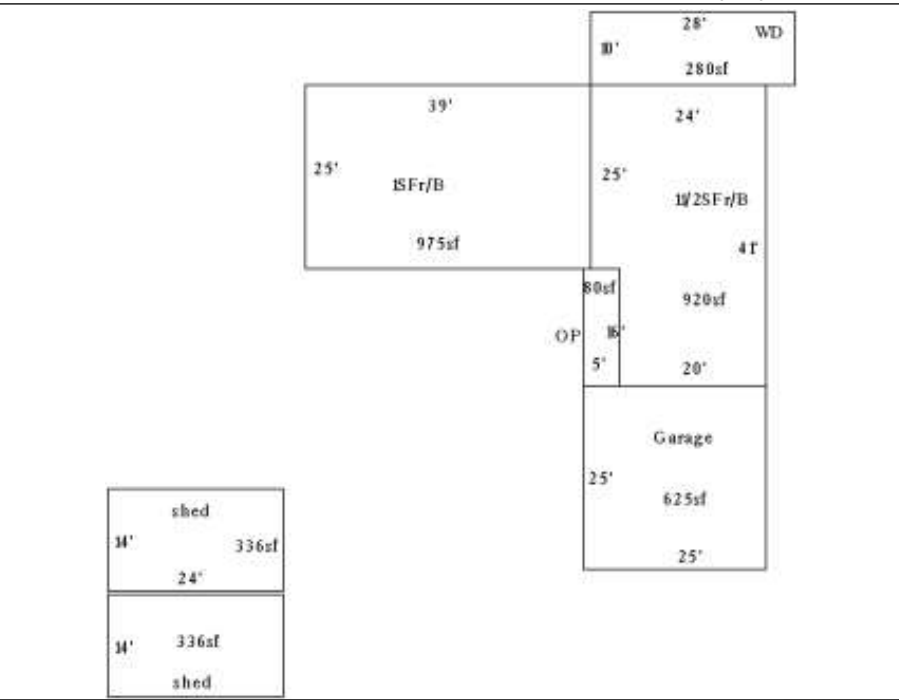 28'
WD
10'
280sf
39'
24'
25'
25'
1SFr/B
11/2SFr/B
975sf
41'
80sf
920sf
OP
16'
5'
20'
Garage
25'
625sf
25'
shed
14'
336sf
24'
14'
336sf
shed